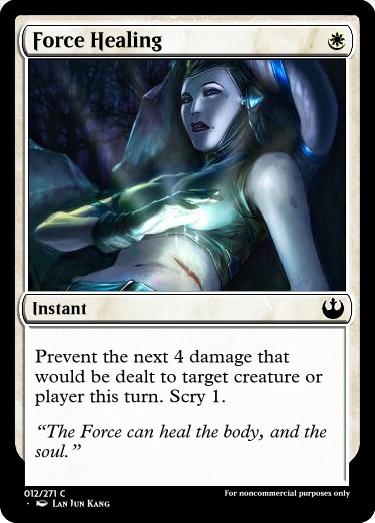 Force Healing
Instant
Prevent the next 4 damage that
would be dealt to target creature or
player this turn. Scry 1.
“The Force can heal the body, and the
soul.”
012/271 C
For noncommercial purposes only
· Lan Jun Kang